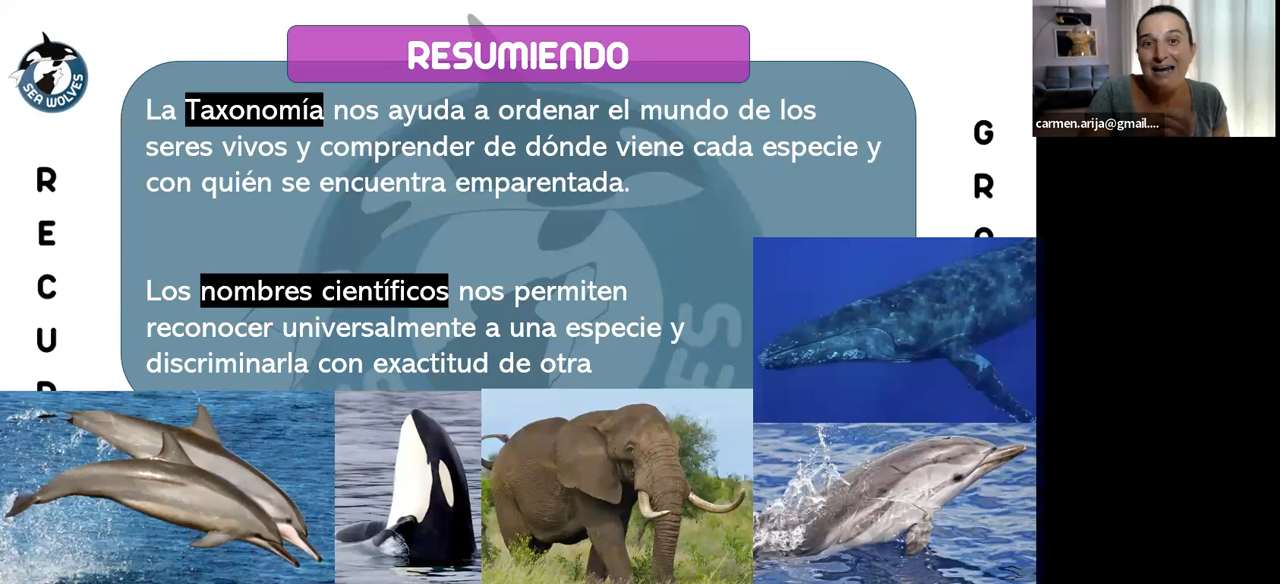 SEA WOLVES
RESUMIENDO
La Taxonomía nos ayuda a ordenar el mundo de los
seres vivos y comprender de dónde viene cada especie y
con quién se encuentra emparentada.
Los nombres científicos nos permiten
reconocer universalmente a una especie y
discriminarla con exactitud de otra
R
E
C
U
G
R
carmen.arija@gmail....